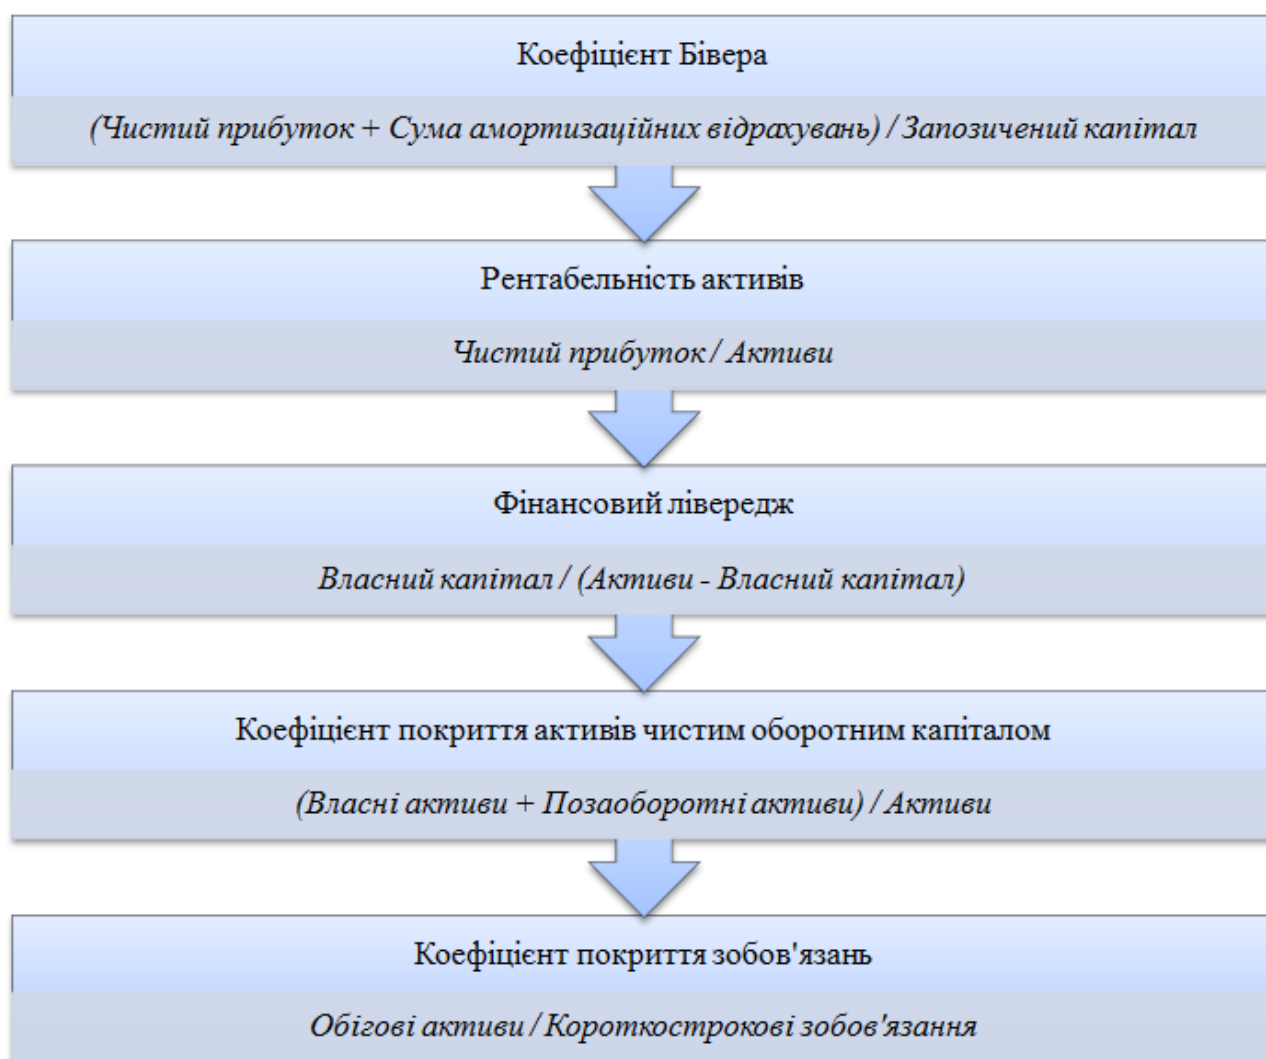 Коефіцієнт Бівера
(Чистий прибуток + Сума амортизаційних відрахувань) / Запозичений капітал
Рентабельність активів
Чистий прибуток / Активи
Фінансовий лівередж
Власний капітал / (Активи - Власний капітал)
Коефіцієнт покриття активів чистим оборотним капіталом
(Власні активи + Позаоборотні активи) / Активи
Коефіцієнт покриття зобов'язань
Обігові активи / Короткострокові зобов'язання